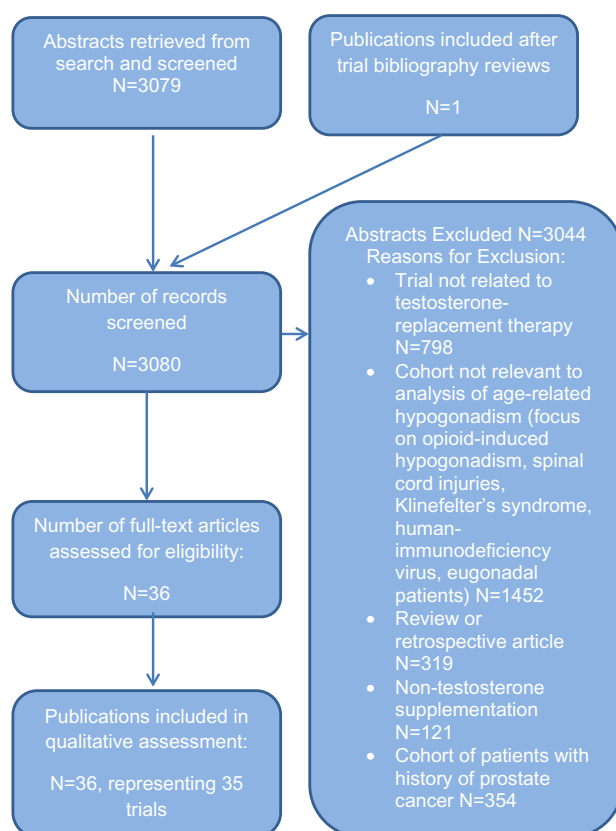 Abstracts retrieved from
search and screened
N=3079
Publications included after
trial bibliography reviews
N=1
Number of records
screened
N=3080
Abstracts Excluded N=3044
Reasons for Exclusion:
• Trial not related to
testosterone-
replacement therapy
N=798
• Cohort not relevant to
analysis of age-related
hypogonadism (focus
on opioid-induced
hypogonadism, spinal
cord injuries,
Klinefelter’s syndrome,
human-
immunodeficiency
virus, eugonadal
patients) N=1452
• Review or
retrospective article
N=319
• Non-testosterone
supplementation
N=121
• Cohort of patients with
history of prostate
cancer N=354
Number of full-text articles
assessed for eligibility:
N=36
Publications included in
qualitative assessment:
N=36, representing 35
trials